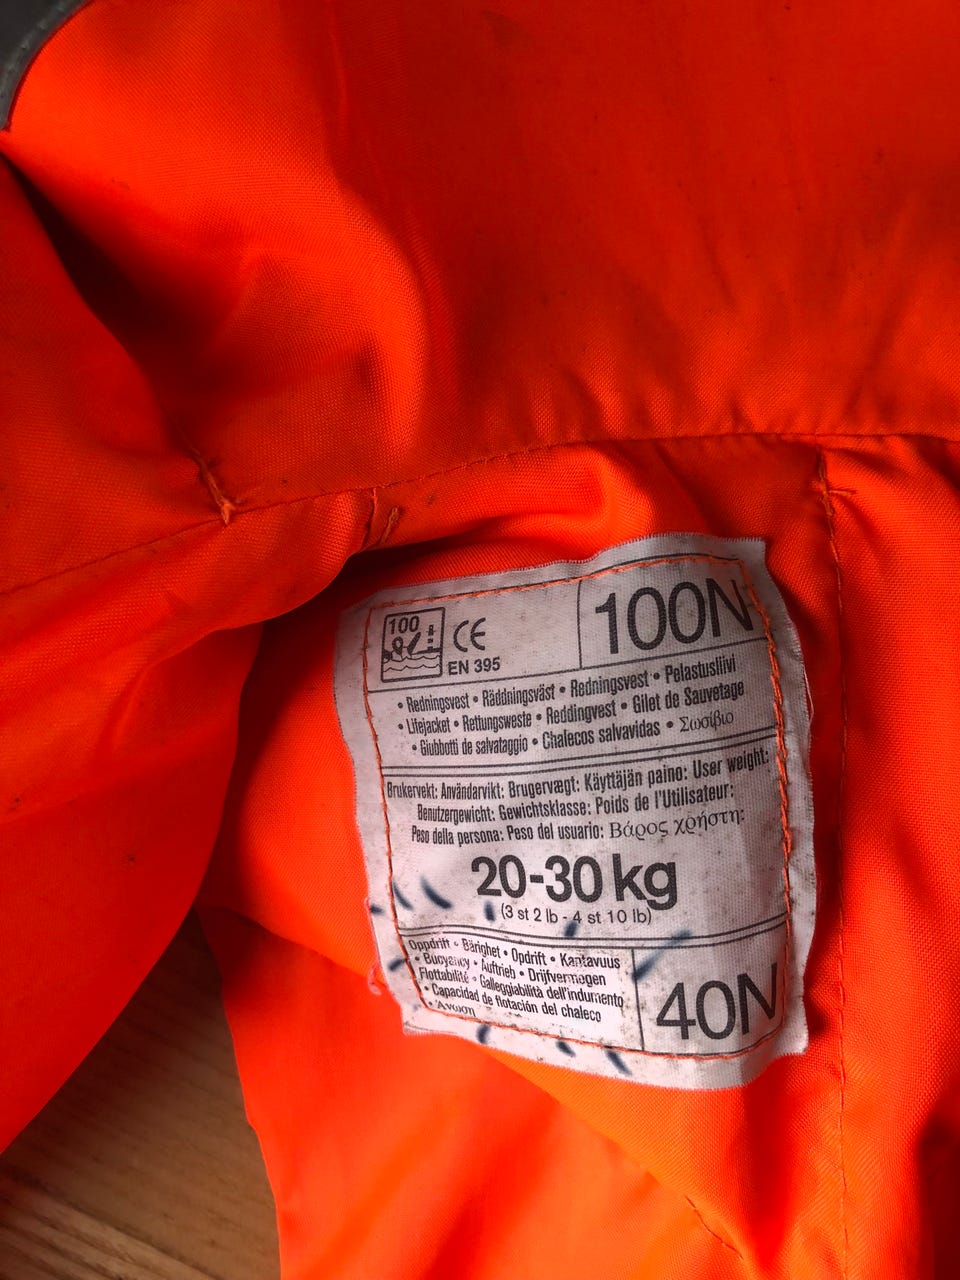 100
CE
EN 395
100N
• Redningsvest • Räddningsväst • Redningsvest • Pelastusliivi
• Litejacket • Rettungsweste • Reddingvest • Gilet de Sauvetage
• Giubbotti de salvataggio • Chalecos salvavidas • Σωσίβιο
Brukervekt: Användarvikt: Brugervægt: Käyttäjän paino: User weight:
Benutzergewicht: Gewichtsklasse: Poids de l'Utilisateur:
Peso della persona: Peso del usuario: Βάρος χρήστη:
20-30 kg
(3 st 2 lb - 4 st 10 lb)
Oppdrift • Bärighet • Opdrift • Kantavuus
• Buoyancy • Auftrieb • Drijfvermogen
Flottabilité • Galleggiabilità dell'indumento
• Capacidad de flotación del chaleco
• Άνωση
40N